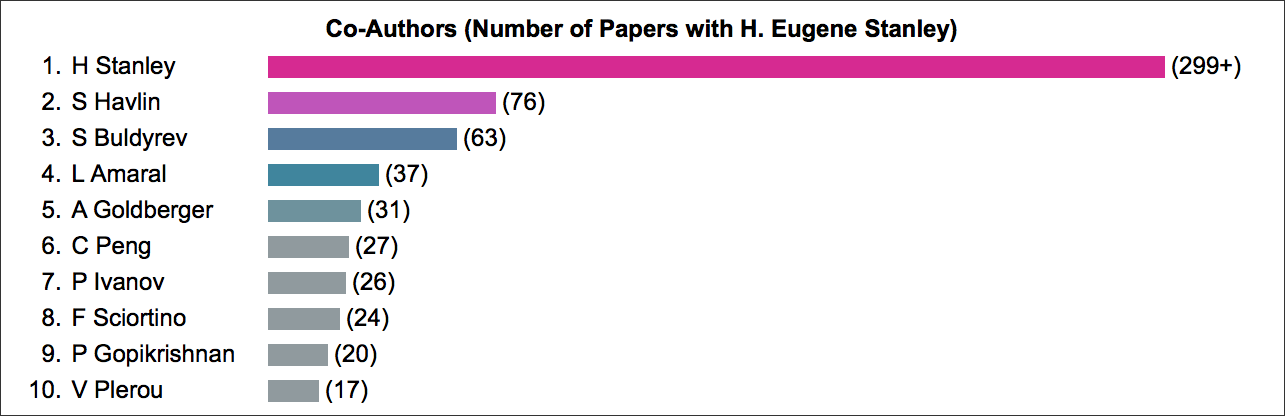 Co-Authors (Number of Papers with H. Eugene Stanley)
1. H Stanley (299+)
2. S Havlin (76)
3. S Buldyrev (63)
4. L Amaral (37)
5. A Goldberger (31)
6. C Peng (27)
7. P Ivanov (26)
8. F Sciortino (24)
9. P Gopikrishnan (20)
10. V Plerou (17)